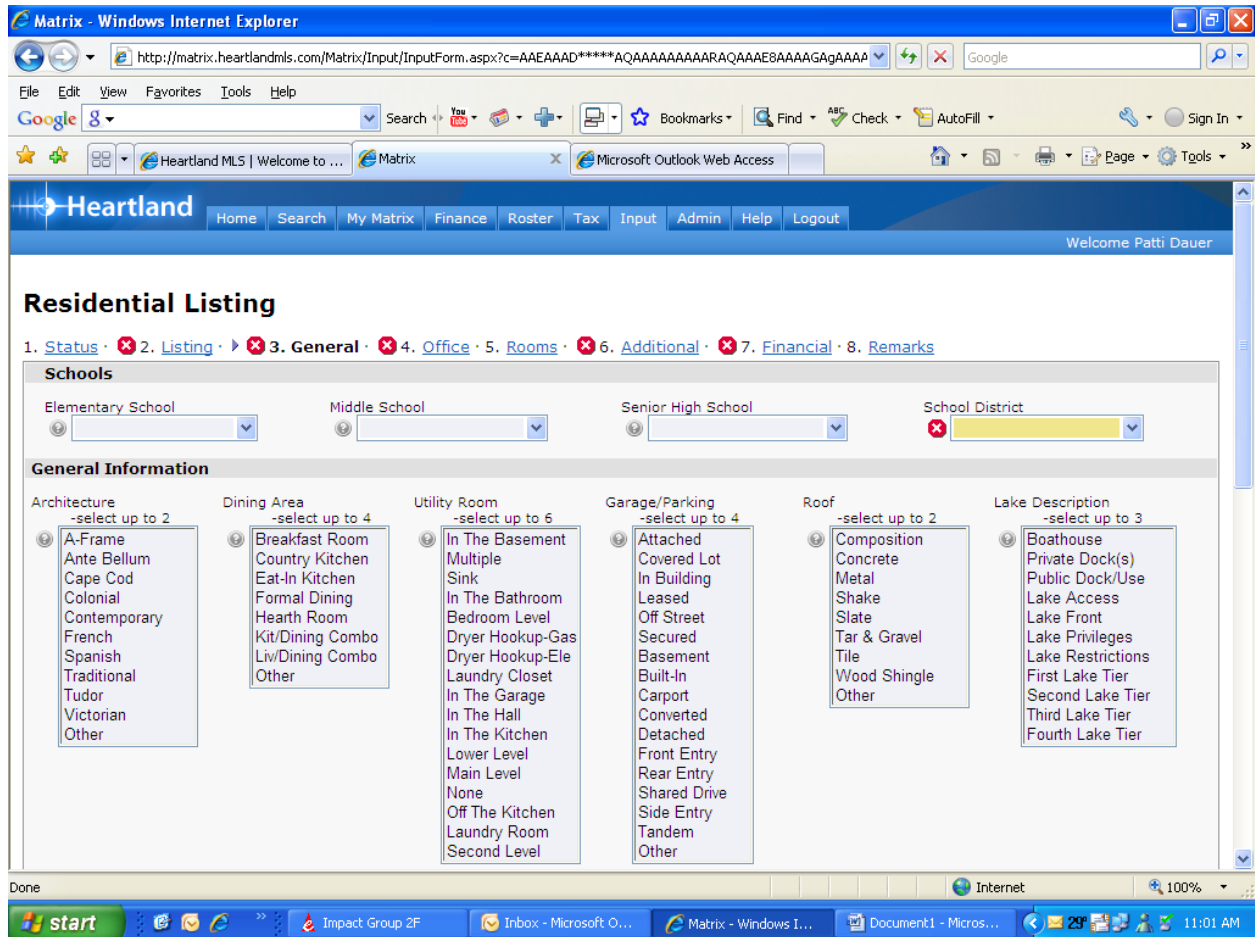 Matrix - Windows Internet Explorer
http://matrix.heartlandmls.com/Matrix/Input/InputForm.aspx?c=AAEAAAD*****AQAAAAAAAAARAQAAAE8AAAAGAgAAAA
Google
File Edit View Favorites Tools Help
Google Search Bookmarks Find Check AutoFill Sign In
Heartland MLS | Welcome to ... Matrix Microsoft Outlook Web Access Page Tools
Heartland Home Search My Matrix Finance Roster Tax Input Admin Help Logout
Welcome Patti Dauer
Residential Listing
1. Status · 2. Listing · 3. General · 4. Office · 5. Rooms · 6. Additional · 7. Financial · 8. Remarks
Schools
Elementary School Middle School Senior High School School District
General Information
Architecture
-select up to 2
A-Frame
Ante Bellum
Cape Cod
Colonial
Contemporary
French
Spanish
Traditional
Tudor
Victorian
Other
Dining Area
-select up to 4
Breakfast Room
Country Kitchen
Eat-In Kitchen
Formal Dining
Hearth Room
Kit/Dining Combo
Liv/Dining Combo
Other
Utility Room
-select up to 6
In The Basement
Multiple
Sink
In The Bathroom
Bedroom Level
Dryer Hookup-Gas
Dryer Hookup-Ele
Laundry Closet
In The Garage
In The Hall
In The Kitchen
Lower Level
Main Level
None
Off The Kitchen
Laundry Room
Second Level
Garage/Parking
-select up to 4
Attached
Covered Lot
In Building
Leased
Off Street
Secured
Basement
Built-In
Carport
Converted
Detached
Front Entry
Rear Entry
Shared Drive
Side Entry
Tandem
Other
Roof
-select up to 2
Composition
Concrete
Metal
Shake
Slate
Tar & Gravel
Tile
Wood Shingle
Other
Lake Description
-select up to 3
Boathouse
Private Dock(s)
Public Dock/Use
Lake Access
Lake Front
Lake Privileges
Lake Restrictions
First Lake Tier
Second Lake Tier
Third Lake Tier
Fourth Lake Tier
Done Internet 100%
start Impact Group 2F Inbox - Microsoft O... Matrix - Windows I... Document1 - Micros... 29° 11:01 AM